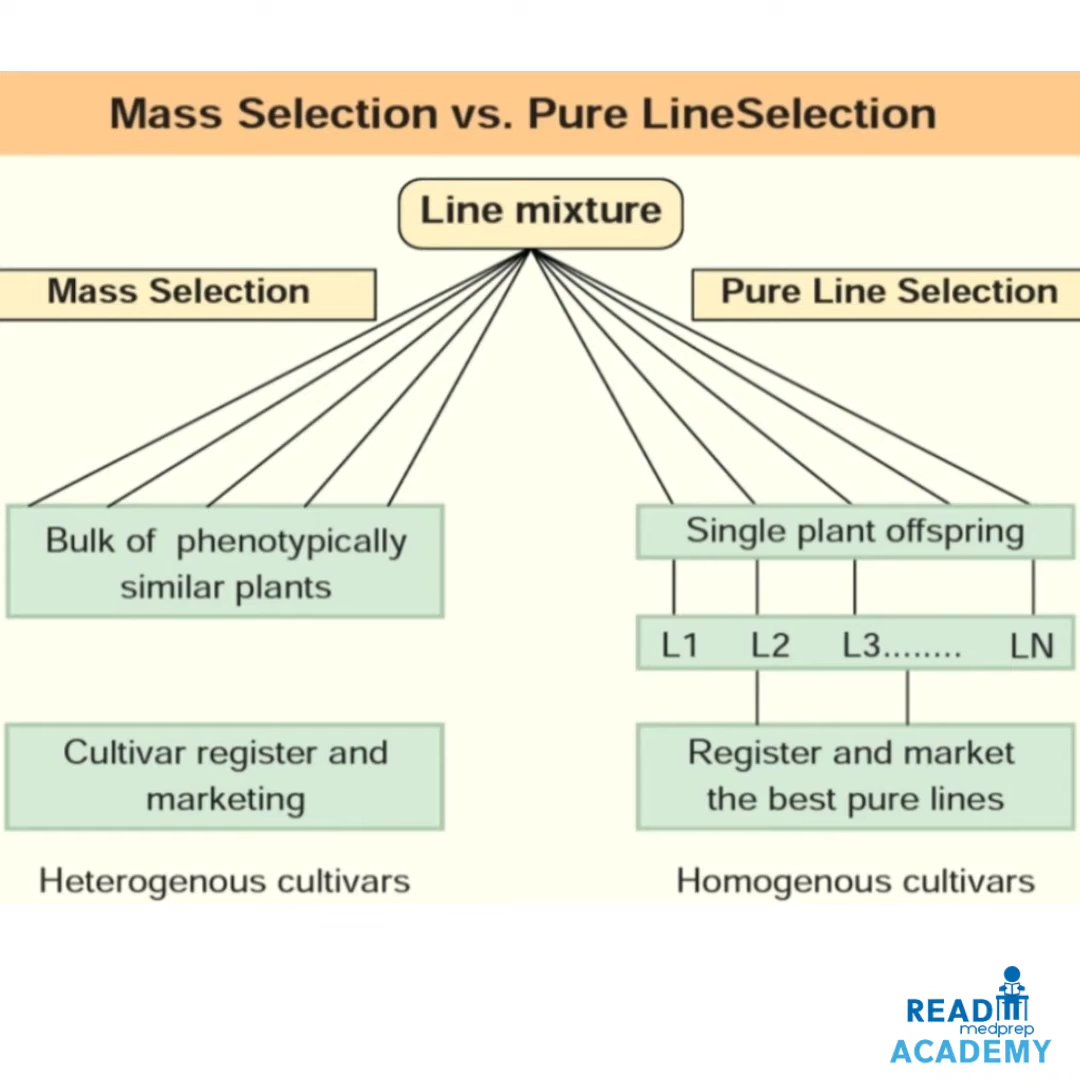 Mass Selection vs. Pure LineSelection
Line mixture
Mass Selection
Pure Line Selection
Bulk of phenotypically
similar plants
Single plant offspring
L1 L2 L3........ LN
Cultivar register and
marketing
Register and market
the best pure lines
Heterogenous cultivars
Homogenous cultivars
READ
medprep
ACADEMY